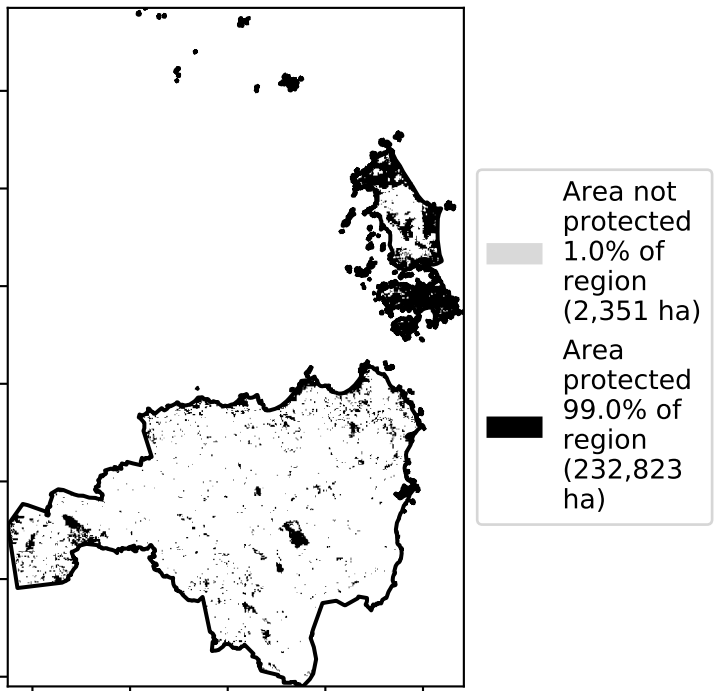 Area not
protected
1.0% of
region
(2,351 ha)
Area
protected
99.0% of
region
(232,823
ha)